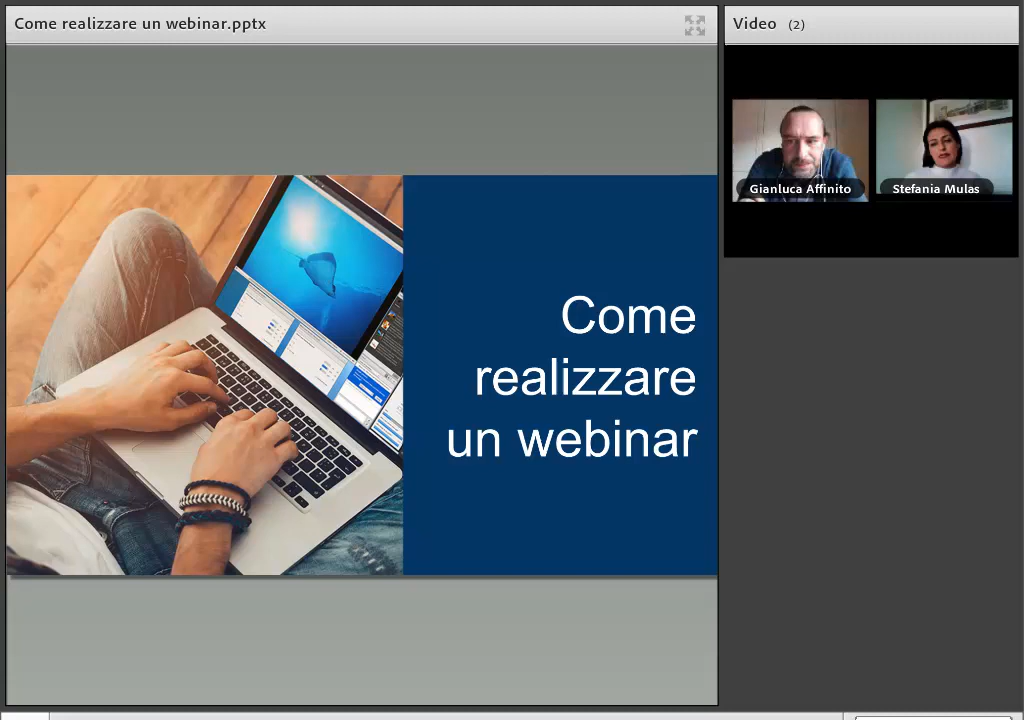 Come realizzare un webinar.pptx
Video (2)
Gianluca Affinito
Stefania Mulas
Come
realizzare
un webinar